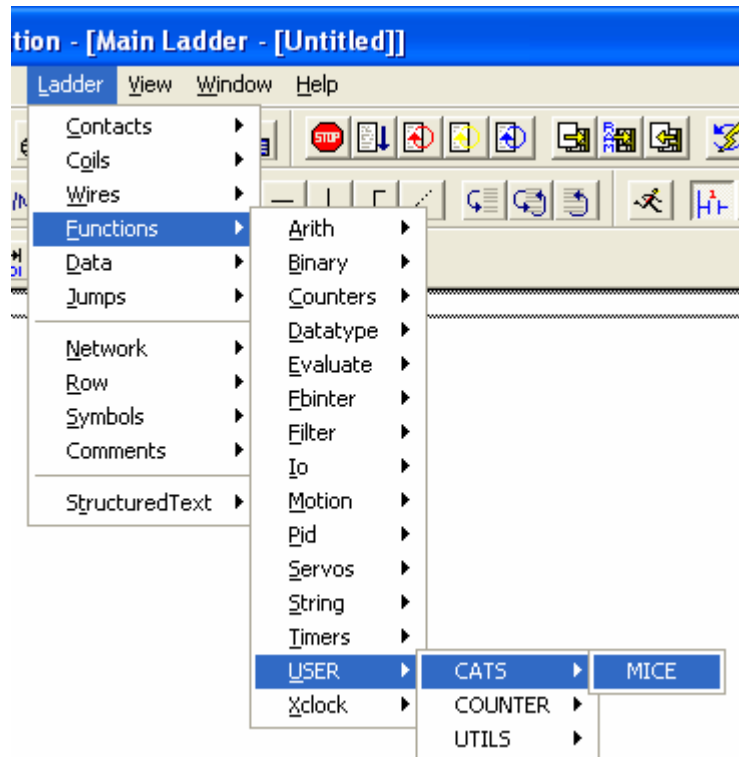 tion - [Main Ladder - [Untitled]]
Ladder View Window Help
Contacts
Coils
Wires
Functions
Data
Jumps
Network
Row
Symbols
Comments
StructuredText
Arith
Binary
Counters
Datatype
Evaluate
Fbinter
Filter
Io
Motion
Pid
Servos
String
Timers
USER
Xclock
CATS
COUNTER
UTILS
MICE
STOP